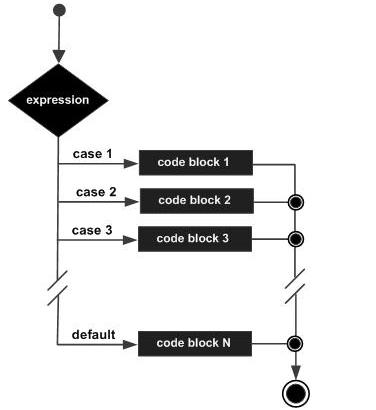 expression
case 1
code block 1
case 2
code block 2
case 3
code block 3
default
code block N